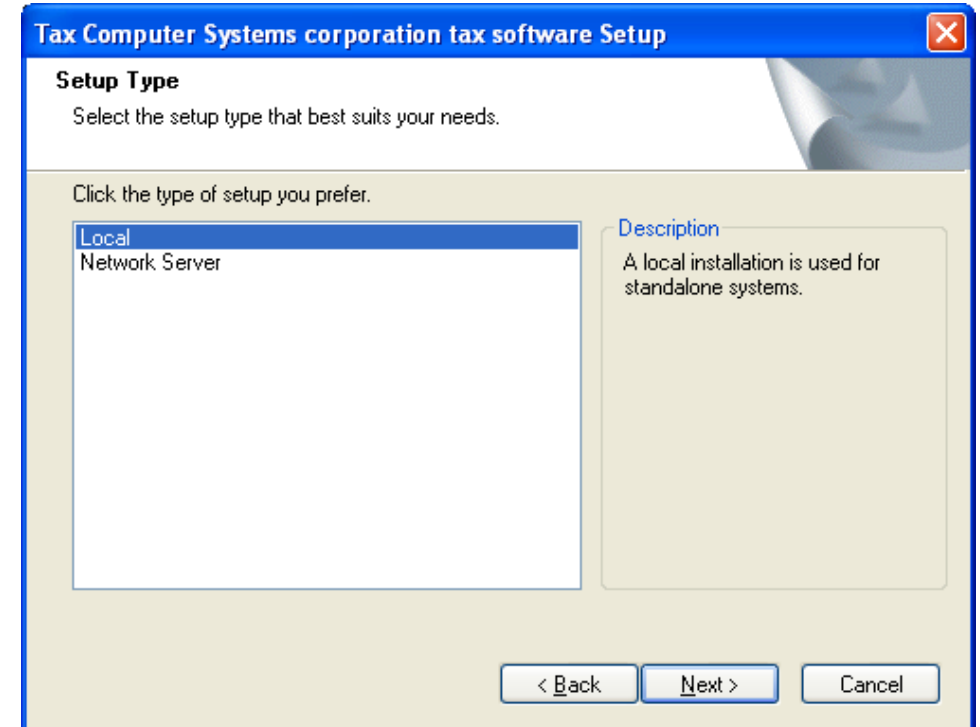 Tax Computer Systems corporation tax software Setup
Setup Type
Select the setup type that best suits your needs.
Click the type of setup you prefer.
Local
Network Server
Description
A local installation is used for
standalone systems.
< Back
Next >
Cancel